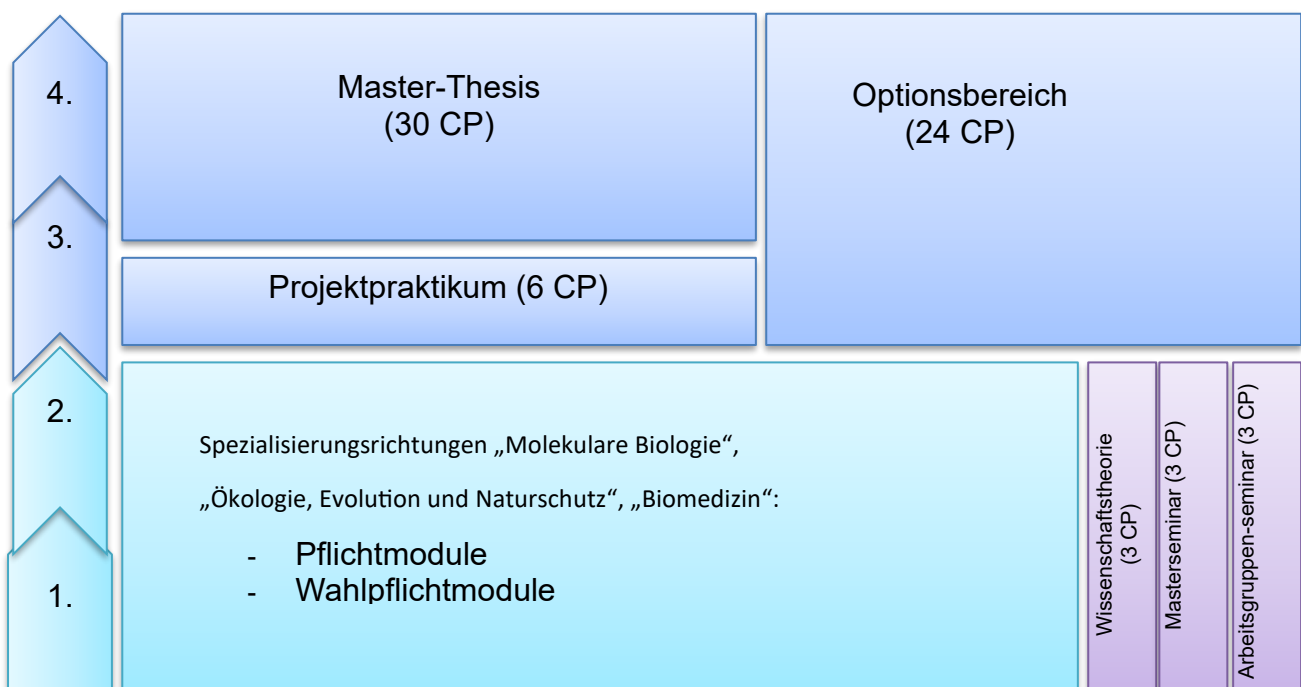 4.
Master-Thesis
(30 CP)
Optionsbereich
(24 CP)
3.
Projektpraktikum (6 CP)
2.
Spezialisierungsrichtungen „Molekulare Biologie“,
„Ökologie, Evolution und Naturschutz“, „Biomedizin“:
- Pflichtmodule
- Wahlpflichtmodule
1.
Wissenschaftstheorie
(3 CP)
Masterseminar (3 CP)
Arbeitsgruppen-seminar (3 CP)